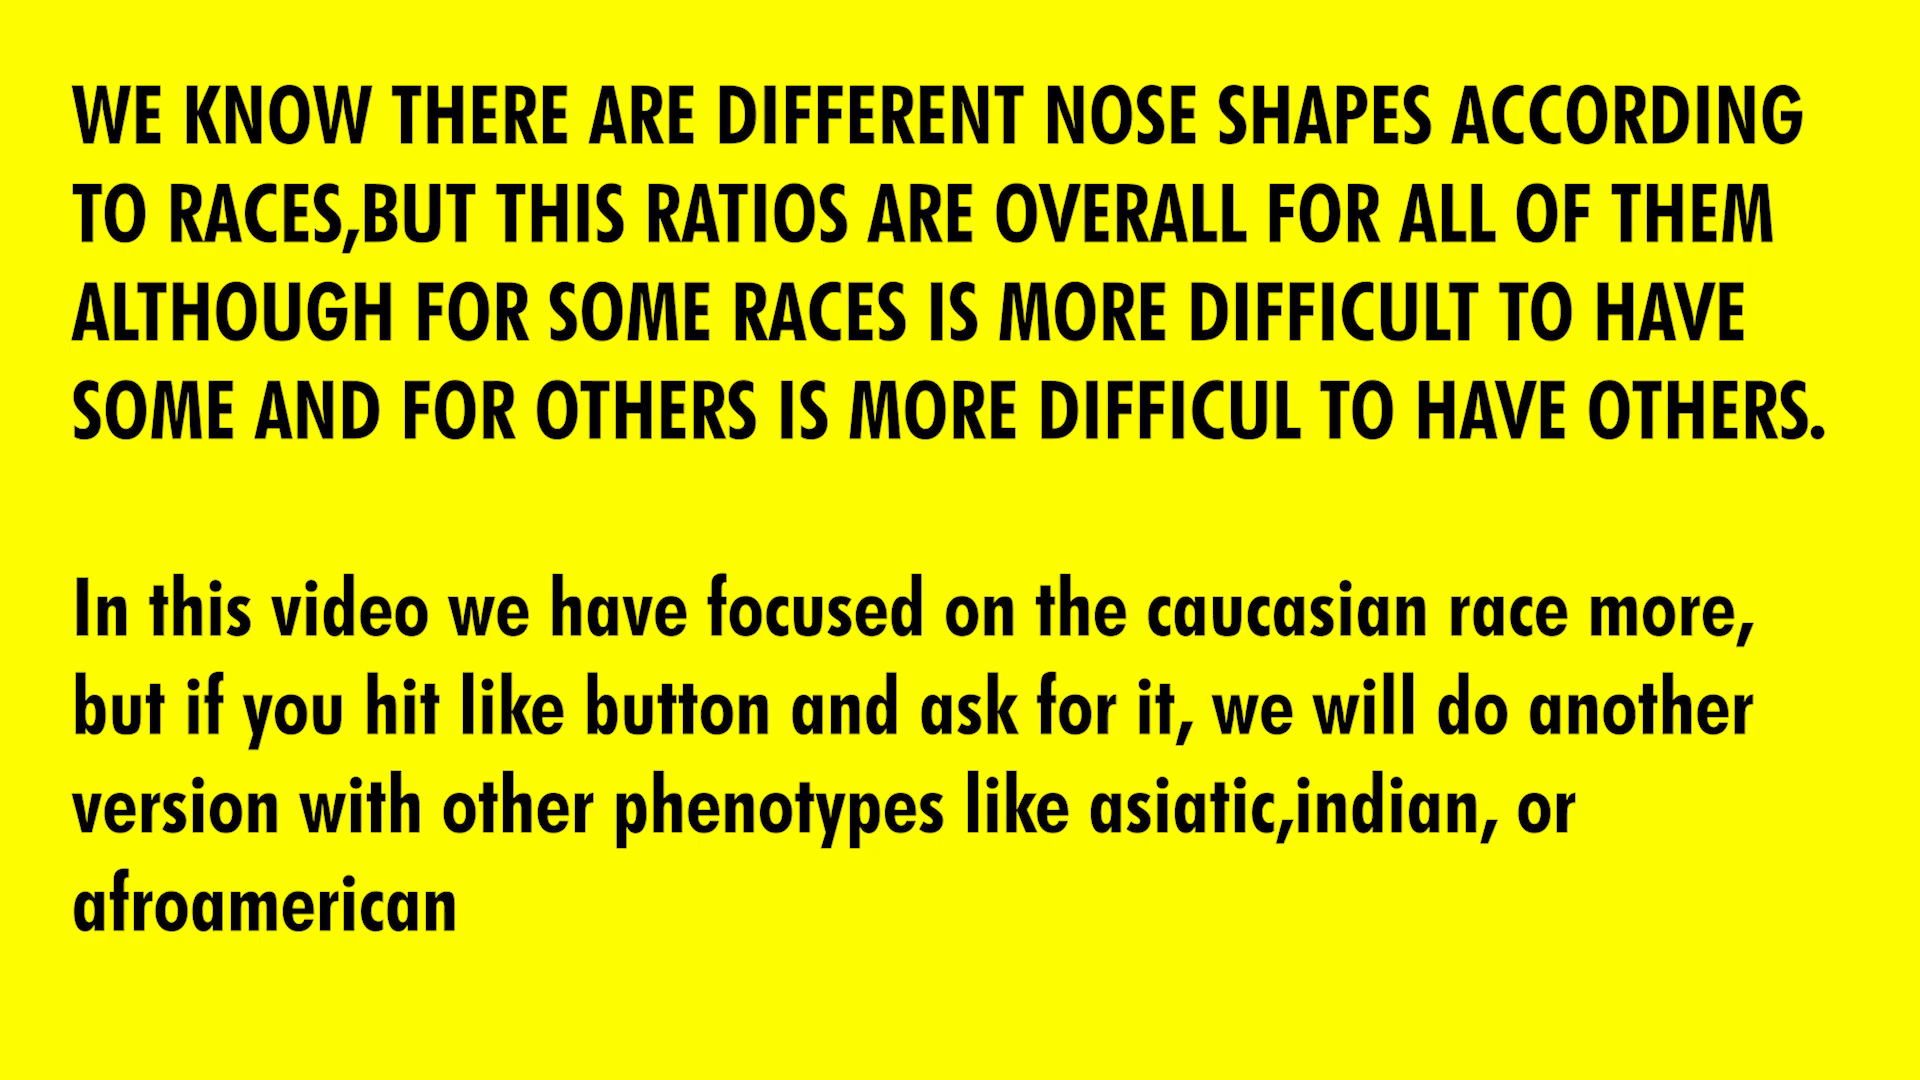 WE KNOW THERE ARE DIFFERENT NOSE SHAPES ACCORDING
TO RACES,BUT THIS RATIOS ARE OVERALL FOR ALL OF THEM
ALTHOUGH FOR SOME RACES IS MORE DIFFICULT TO HAVE
SOME AND FOR OTHERS IS MORE DIFFICUL TO HAVE OTHERS.
In this video we have focused on the caucasian race more,
but if you hit like button and ask for it, we will do another
version with other phenotypes like asiatic,indian, or
afroamerican